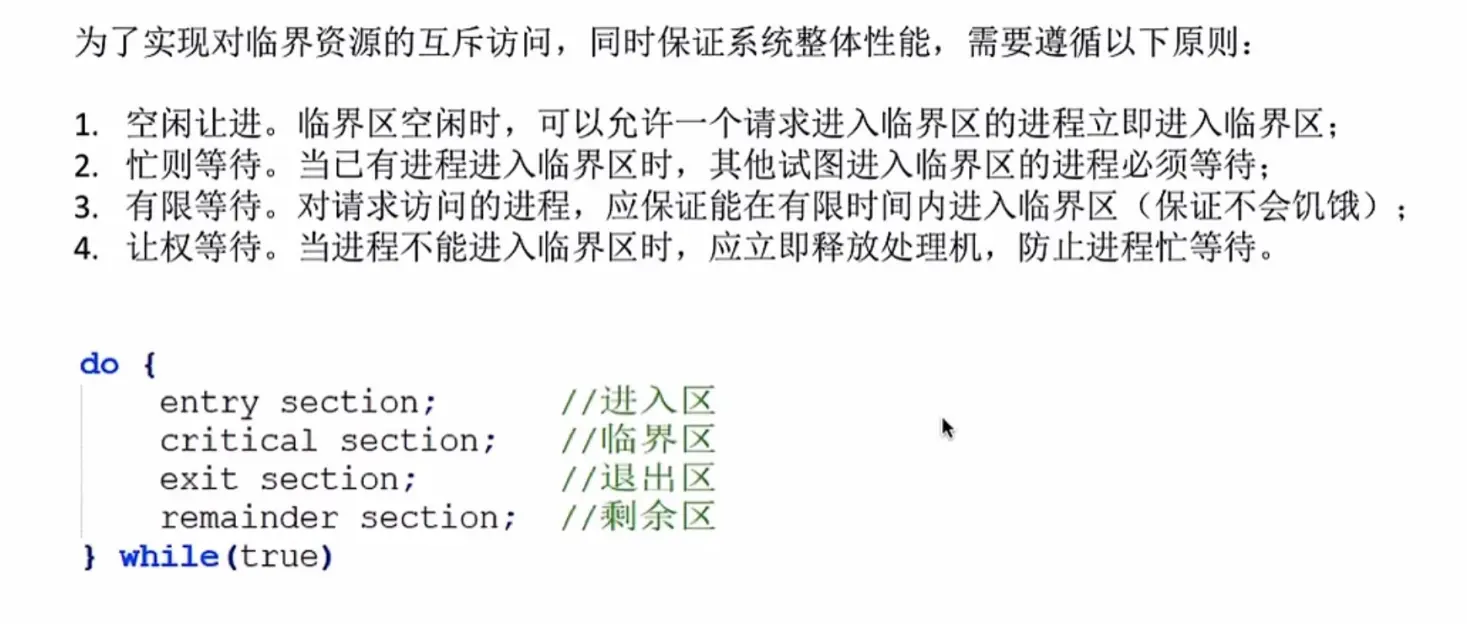 为了实现对临界资源的互斥访问，同时保证系统整体性能，需要遵循以下原则：
1. 空闲让进。临界区空闲时，可以允许一个请求进入临界区的进程立即进入临界区；
2. 忙则等待。当已有进程进入临界区时，其他试图进入临界区的进程必须等待；
3. 有限等待。对请求访问的进程，应保证能在有限时间内进入临界区（保证不会饥饿）；
4. 让权等待。当进程不能进入临界区时，应立即释放处理机，防止进程忙等待。
do {
entry section; //进入区
critical section; //临界区
exit section; //退出区
remainder section; //剩余区
} while(true)